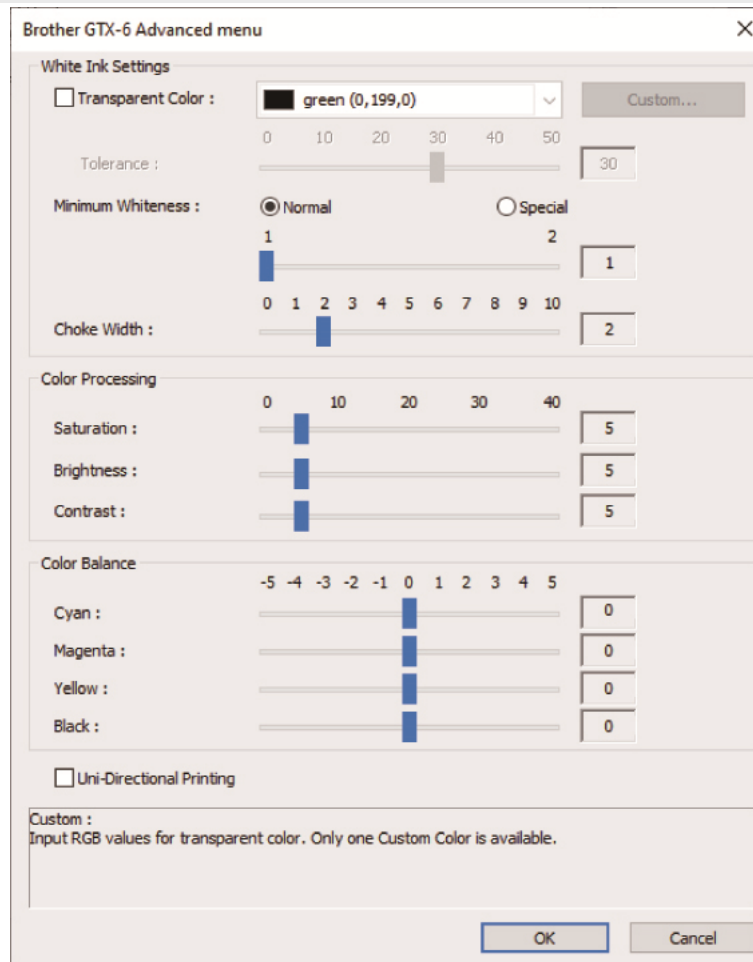 Brother GTX-6 Advanced menu
White Ink Settings
Transparent Color : green (0,199,0) Custom...
0 10 20 30 40 50
Tolerance : 30
Minimum Whiteness : Normal Special
1 2
1
0 1 2 3 4 5 6 7 8 9 10
Choke Width : 2
Color Processing
0 10 20 30 40
Saturation : 5
Brightness : 5
Contrast : 5
Color Balance
-5 -4 -3 -2 -1 0 1 2 3 4 5
Cyan : 0
Magenta : 0
Yellow : 0
Black : 0
Uni-Directional Printing
Custom :
Input RGB values for transparent color. Only one Custom Color is available.
OK Cancel